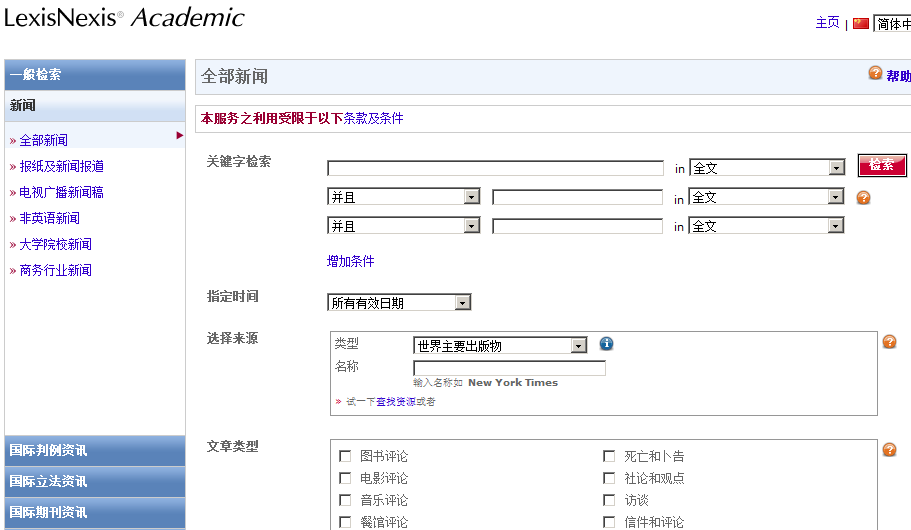 LexisNexis® Academic
主页 | 简体中
一般检索
新闻
» 全部新闻
» 报纸及新闻报道
» 电视广播新闻稿
» 非英语新闻
» 大学院校新闻
» 商务行业新闻
国际判例资讯
国际立法资讯
国际期刊资讯
全部新闻
帮助
本服务之利用受限于以下条款及条件
关键字检索
in 全文 检索
并且 in 全文
并且 in 全文
增加条件
指定时间 所有有效日期
选择来源
类型 世界主要出版物
名称
输入名称如 New York Times
» 试一下查找资源或者
文章类型
图书评论 死亡和卜告
电影评论 社论和观点
音乐评论 访谈
餐馆评论 信件和评论